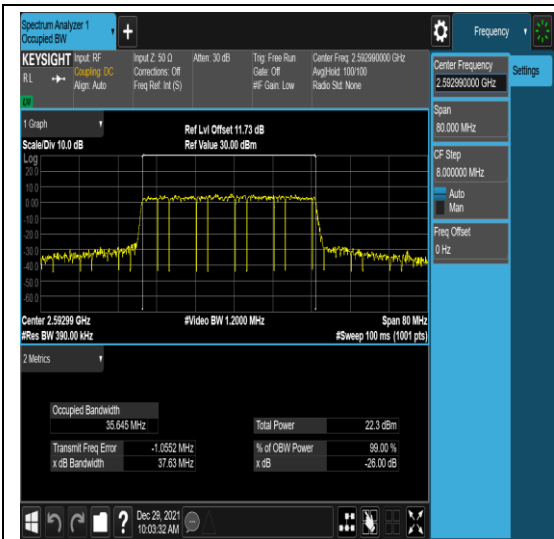 Spectrum Analyzer 1
Occupied BW
Frequency
KEYSIGHT
R L
Input: RF
Coupling: DC
Align: Auto
Input Z: 50 Ω
Corrections: Off
Freq Ref: Int (S)
Atten: 30 dB
Trig: Free Run
Gate: Off
#IF Gain: Low
Center Freq: 2.592990000 GHz
Avg|Hold: 100/100
Radio Std: None
Center Frequency
2.592990000 GHz
Settings
Span
80.000 MHz
CF Step
8.000000 MHz
Auto
Man
Freq Offset
0 Hz
1 Graph
Scale/Div 10.0 dB
Ref Lvl Offset 11.73 dB
Ref Value 30.00 dBm
Log
20.0
10.0
0.00
-10.0
-20.0
-30.0
-40.0
-50.0
-60.0
Center 2.59299 GHz
#Video BW 1.2000 MHz
Span 80 MHz
#Res BW 390.00 kHz
#Sweep 100 ms (1001 pts)
2 Metrics
Occupied Bandwidth
35.645 MHz
Total Power 22.3 dBm
Transmit Freq Error -1.0552 MHz
% of OBW Power 99.00 %
x dB Bandwidth 37.63 MHz
x dB -26.00 dB
?
Dec 29, 2021
10:03:32 AM